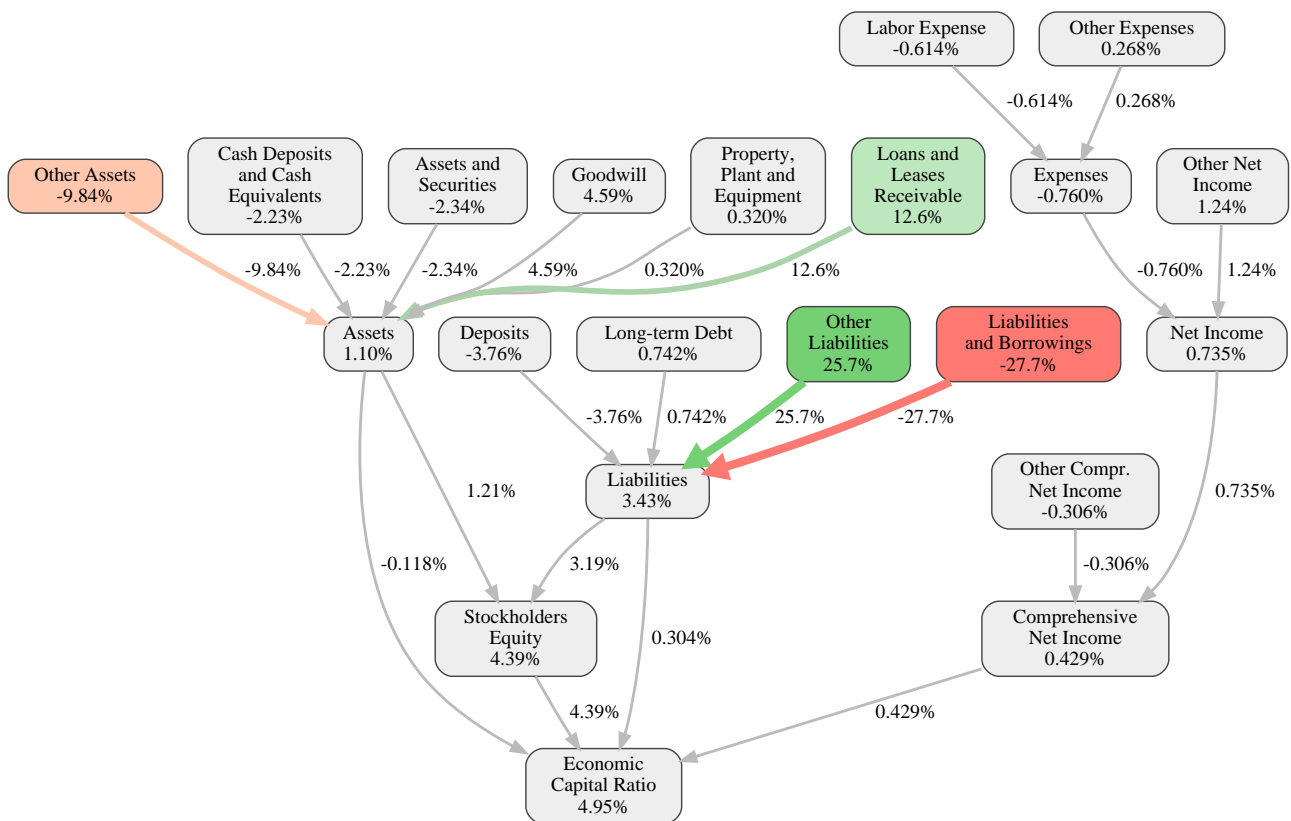 Labor Expense
-0.614%
Other Expenses
0.268%
-0.614%
0.268%
Other Assets
-9.84%
Cash Deposits
and Cash
Equivalents
-2.23%
Assets and
Securities
-2.34%
Goodwill
4.59%
Property,
Plant and
Equipment
0.320%
Loans and
Leases
Receivable
12.6%
Expenses
-0.760%
Other Net
Income
1.24%
-9.84%
-2.23%
-2.34%
4.59%
0.320%
12.6%
-0.760%
1.24%
Assets
1.10%
Deposits
-3.76%
Long-term Debt
0.742%
Other
Liabilities
25.7%
Liabilities
and Borrowings
-27.7%
Net Income
0.735%
-3.76%
0.742%
25.7%
-27.7%
1.21%
Liabilities
3.43%
Other Compr.
Net Income
-0.306%
0.735%
-0.118%
3.19%
-0.306%
Stockholders
Equity
4.39%
0.304%
Comprehensive
Net Income
0.429%
4.39%
0.429%
Economic
Capital Ratio
4.95%